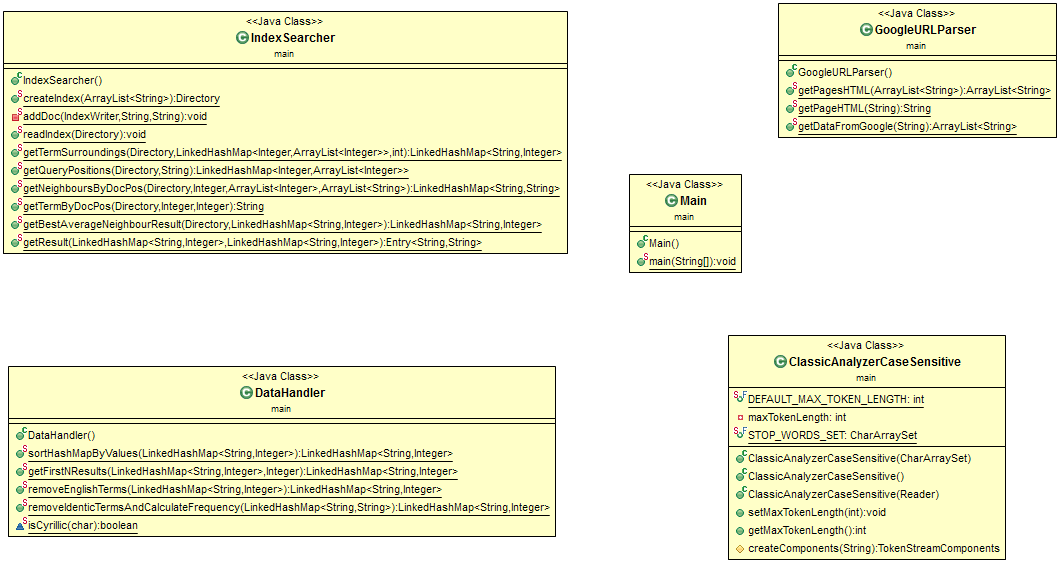 <<Java Class>>
IndexSearcher
main
IndexSearcher()
createIndex(ArrayList<String>):Directory
addDoc(IndexWriter,String,String):void
readIndex(Directory):void
getTermSurroundings(Directory,LinkedHashMap<Integer,ArrayList<Integer>>,int):LinkedHashMap<String,Integer>
getQueryPositions(Directory,String):LinkedHashMap<Integer,ArrayList<Integer>>
getNeighboursByDocPos(Directory,Integer,ArrayList<Integer>,ArrayList<String>):LinkedHashMap<String,String>
getTermByDocPos(Directory,Integer,Integer):String
getBestAverageNeighbourResult(Directory,LinkedHashMap<String,Integer>):LinkedHashMap<String,Integer>
getResult(LinkedHashMap<String,Integer>,LinkedHashMap<String,Integer>):Entry<String,String>
<<Java Class>>
GoogleURLParser
main
GoogleURLParser()
getPagesHTML(ArrayList<String>):ArrayList<String>
getPageHTML(String):String
getDataFromGoogle(String):ArrayList<String>
<<Java Class>>
Main
main
Main()
main(String[]):void
<<Java Class>>
DataHandler
main
DataHandler()
sortHashMapByValues(LinkedHashMap<String,Integer>):LinkedHashMap<String,Integer>
getFirstNResults(LinkedHashMap<String,Integer>,Integer):LinkedHashMap<String,Integer>
removeEnglishTerms(LinkedHashMap<String,Integer>):LinkedHashMap<String,Integer>
removeIdenticTermsAndCalculateFrequency(LinkedHashMap<String,String>):LinkedHashMap<String,Integer>
isCyrillic(char):boolean
<<Java Class>>
ClassicAnalyzerCaseSensitive
main
DEFAULT_MAX_TOKEN_LENGTH: int
maxTokenLength: int
STOP_WORDS_SET: CharArraySet
ClassicAnalyzerCaseSensitive(CharArraySet)
ClassicAnalyzerCaseSensitive()
ClassicAnalyzerCaseSensitive(Reader)
setMaxTokenLength(int):void
getMaxTokenLength():int
createComponents(String):TokenStreamComponents